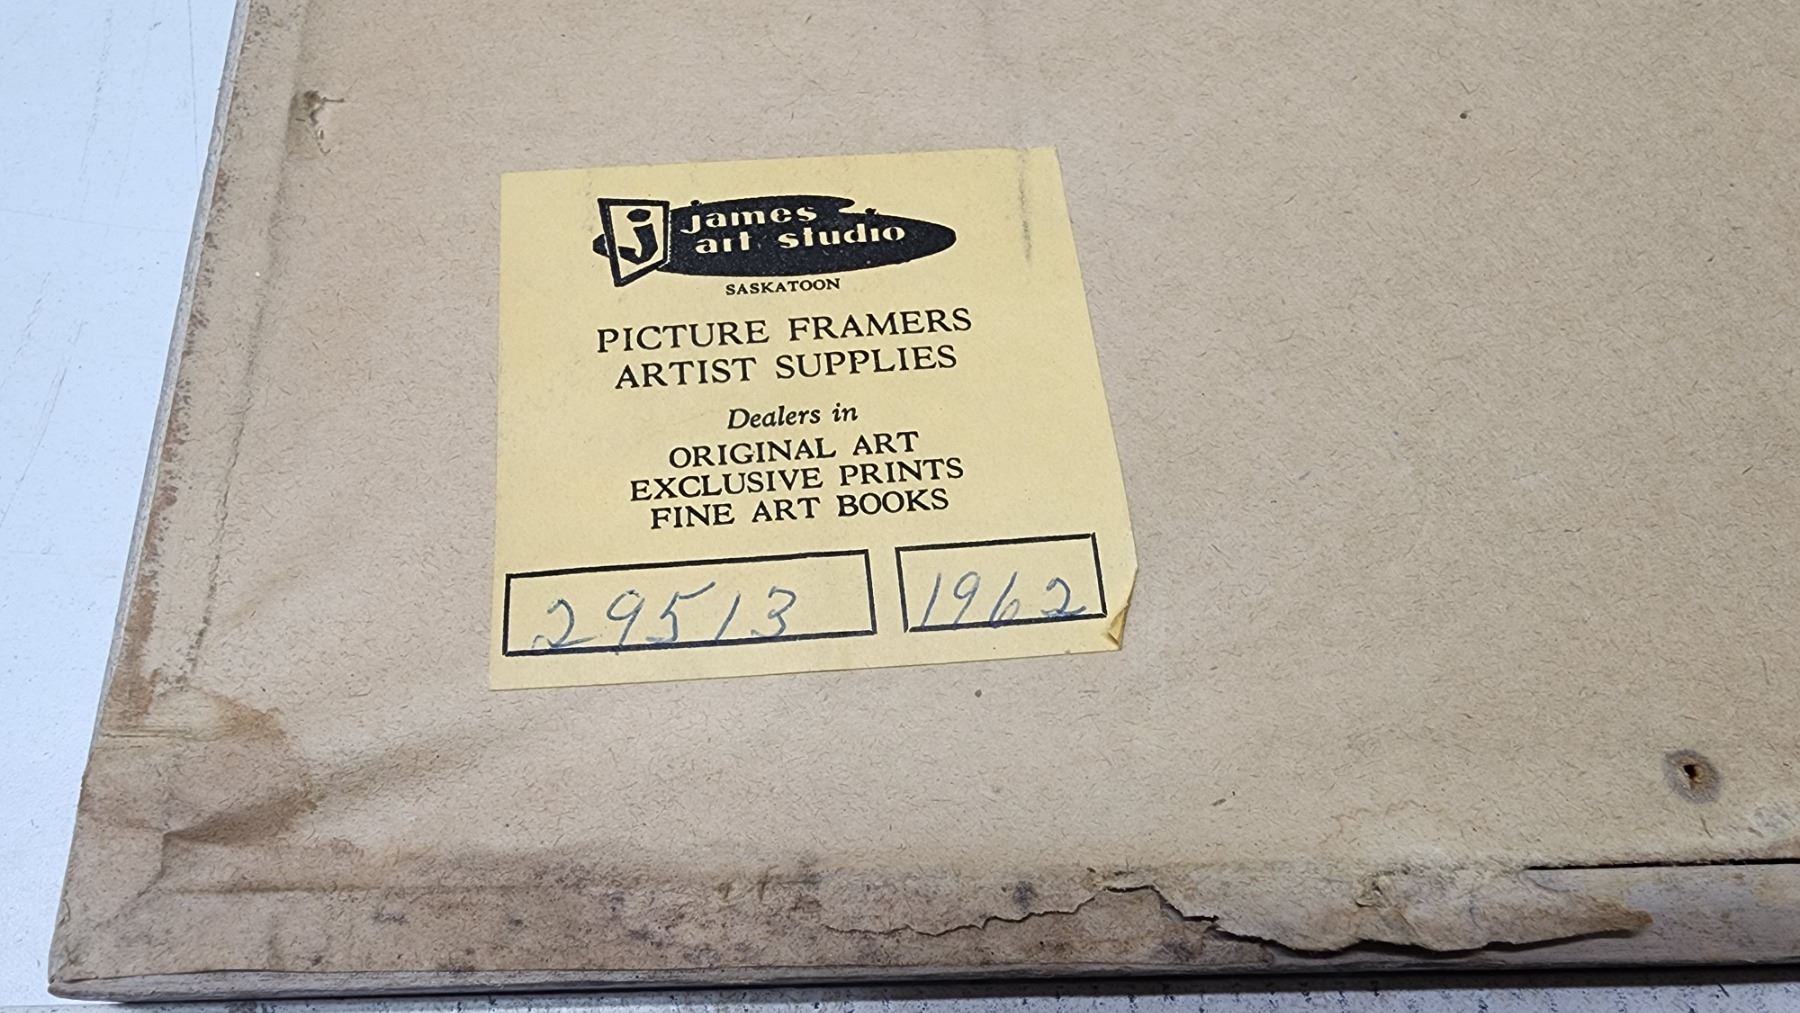 j
james
art studio
SASKATOON
PICTURE FRAMERS
ARTIST SUPPLIES
Dealers in
ORIGINAL ART
EXCLUSIVE PRINTS
FINE ART BOOKS
29513 1962